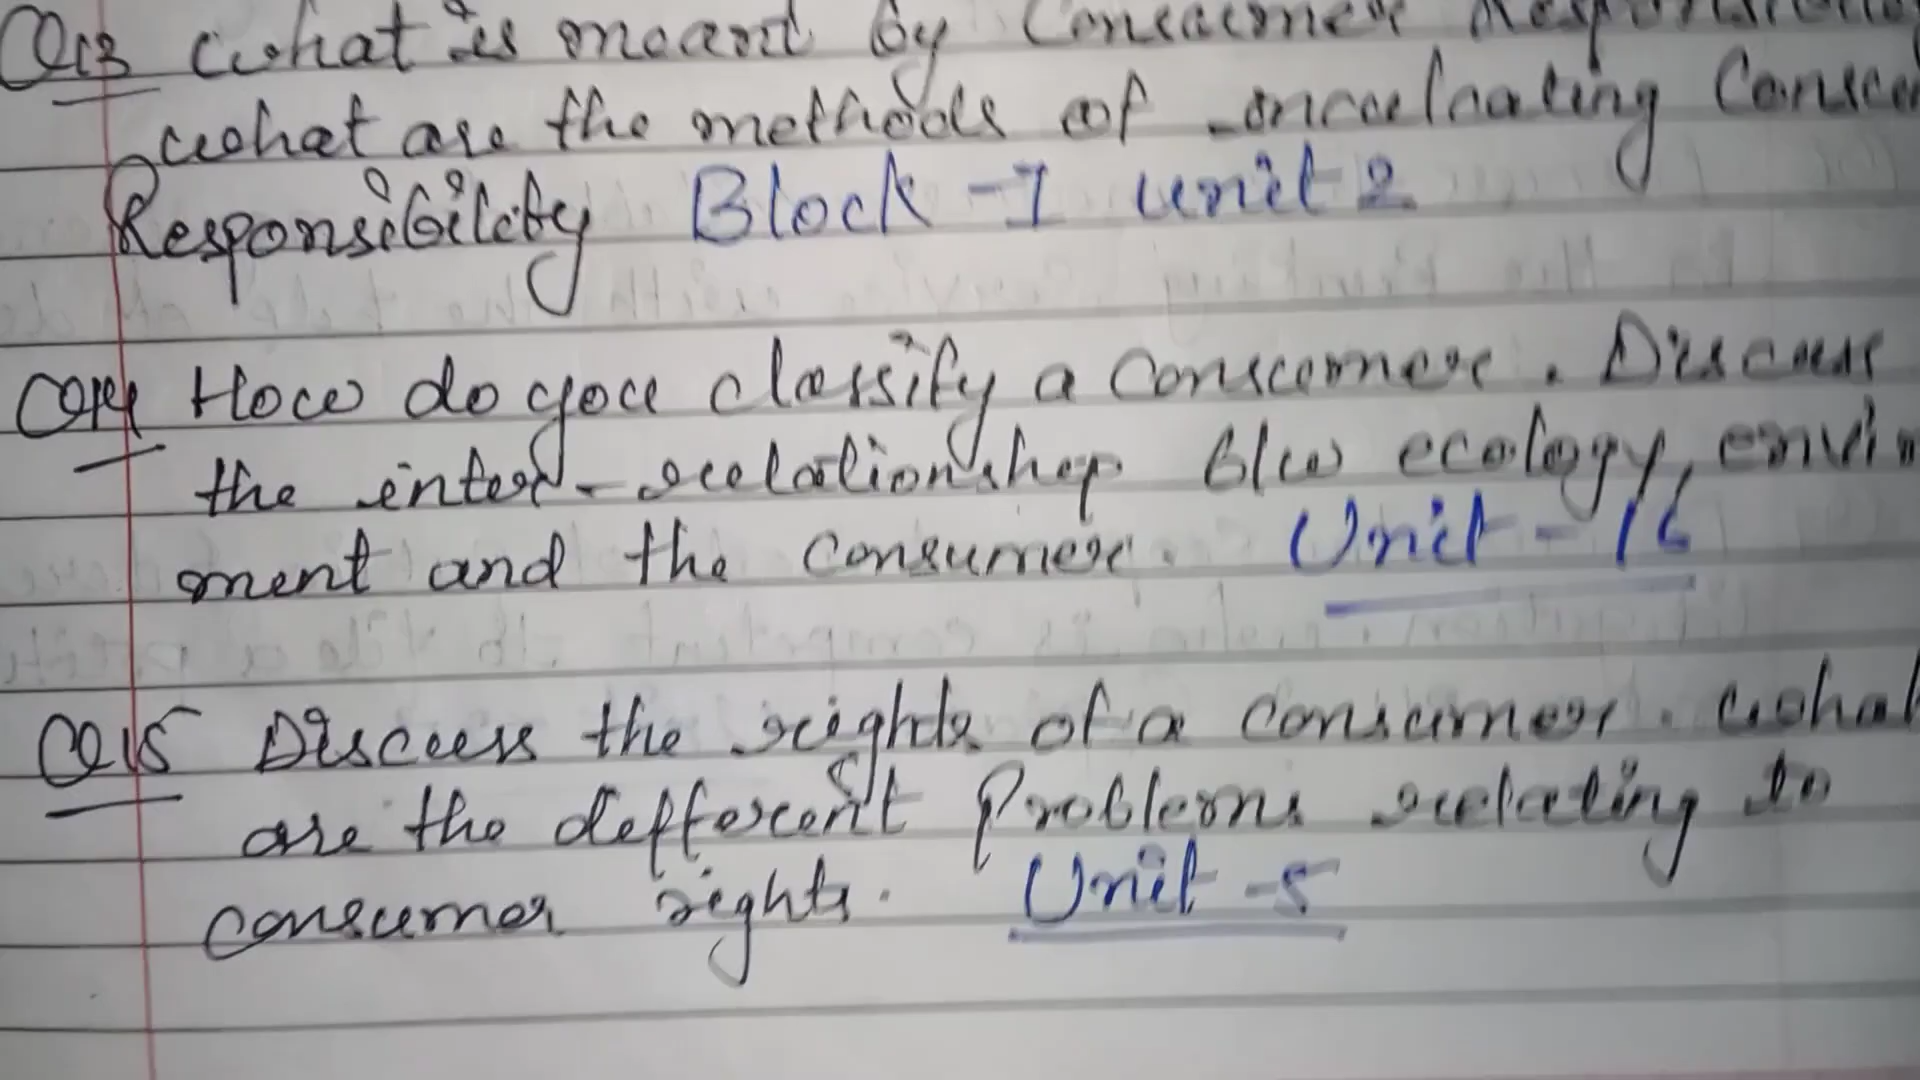 Q13 What is meant by Consumer Responsibility
what are the methods of inculcating Consu
Responsibility Block-I Unit 2
Q14 How do you classify a consumer. Discuss
the inter-relationship b/w ecology, enviro
ment and the consumer. Unit-16
Q15 Discuss the rights of a consumer. what
are the different Problems relating to
consumer rights. Unit-5